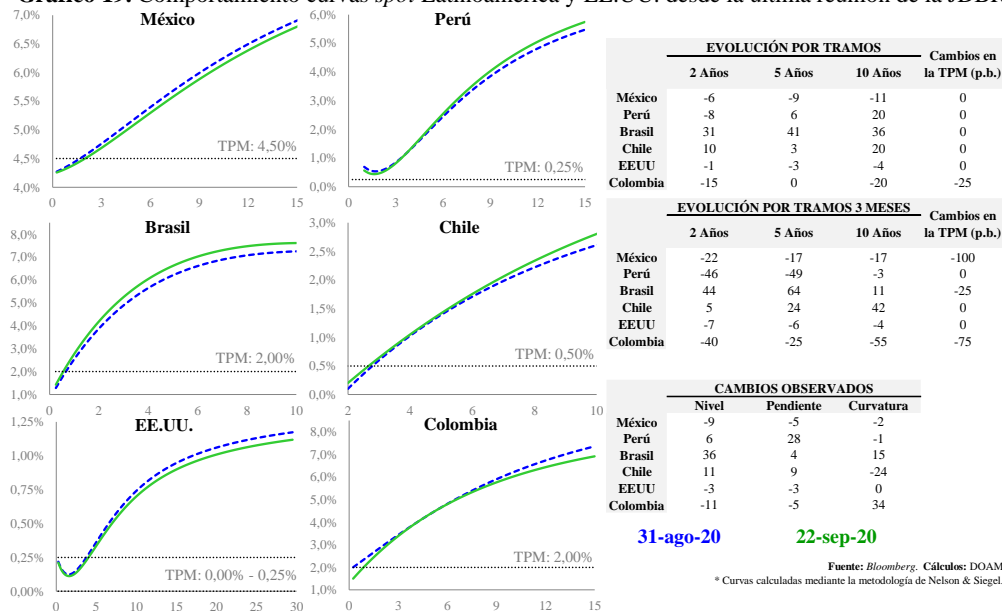 Gráfico 19. Comportamiento curvas spot Latinoamérica y EE.UU. desde la última reunión de la JDBR
México
7,0%
6,5%
6,0%
5,5%
5,0%
4,5%
4,0%
TPM: 4,50%
0 3 6 9 12 15
Perú
6,0%
5,0%
4,0%
3,0%
2,0%
1,0%
0,0%
TPM: 0,25%
0 3 6 9 12 15
Brasil
8,0%
7,0%
6,0%
5,0%
4,0%
3,0%
2,0%
1,0%
TPM: 2,00%
0 2 4 6 8 10
Chile
3,0%
2,5%
2,0%
1,5%
1,0%
0,5%
0,0%
TPM: 0,50%
2 4 6 8 10
EE.UU.
1,25%
1,00%
0,75%
0,50%
0,25%
0,00%
TPM: 0,00% - 0,25%
0 5 10 15 20 25 30
Colombia
8,0%
7,0%
6,0%
5,0%
4,0%
3,0%
2,0%
1,0%
TPM: 2,00%
0 3 6 9 12 15
EVOLUCIÓN POR TRAMOS Cambios en la TPM (p.b.)
2 Años 5 Años 10 Años
México -6 -9 -11 0
Perú -8 6 20 0
Brasil 31 41 36 0
Chile 10 3 20 0
EEUU -1 -3 -4 0
Colombia -15 0 -20 -25
EVOLUCIÓN POR TRAMOS 3 MESES Cambios en la TPM (p.b.)
2 Años 5 Años 10 Años
México -22 -17 -17 -100
Perú -46 -49 -3 0
Brasil 44 64 11 -25
Chile 5 24 42 0
EEUU -7 -6 -4 0
Colombia -40 -25 -55 -75
CAMBIOS OBSERVADOS
Nivel Pendiente Curvatura
México -9 -5 -2
Perú 6 28 -1
Brasil 36 4 15
Chile 11 9 -24
EEUU -3 -3 0
Colombia -11 -5 34
31-ago-20 22-sep-20
Fuente: Bloomberg. Cálculos: DOAM
* Curvas calculadas mediante la metodología de Nelson & Siegel.